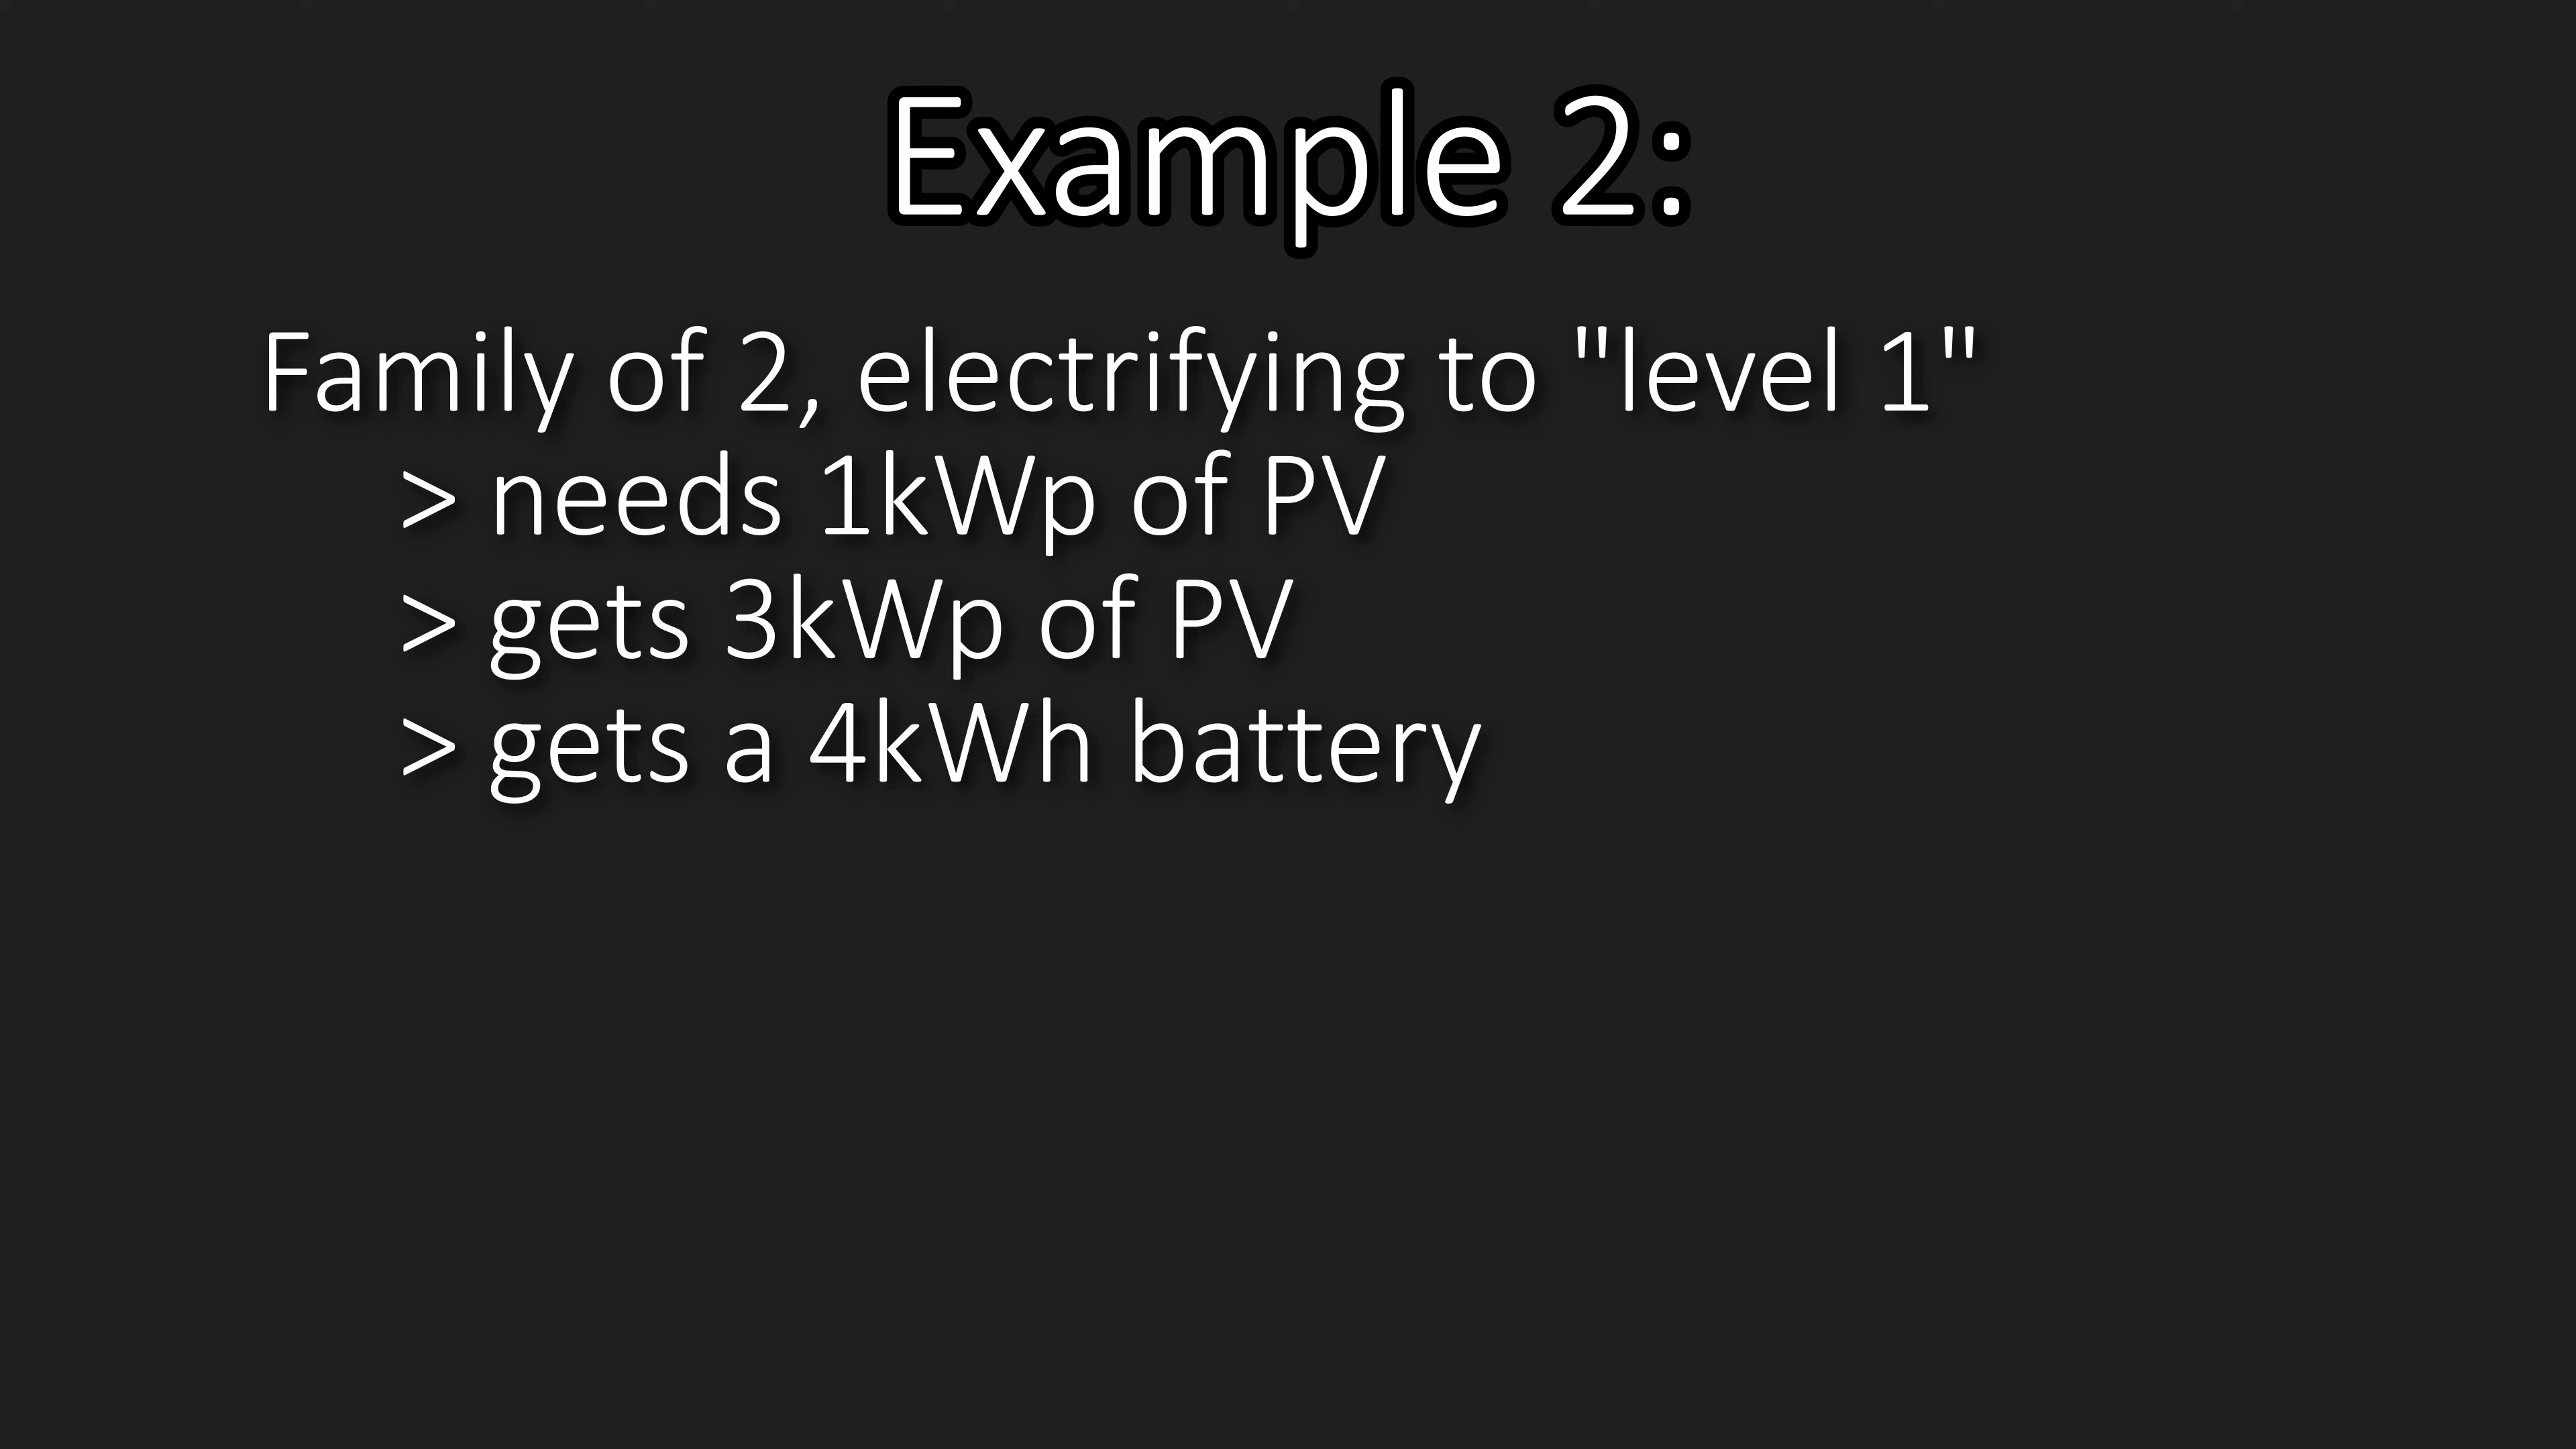 Example 2:
Family of 2, electrifying to "level 1"
> needs 1kWp of PV
> gets 3kWp of PV
> gets a 4kWh battery